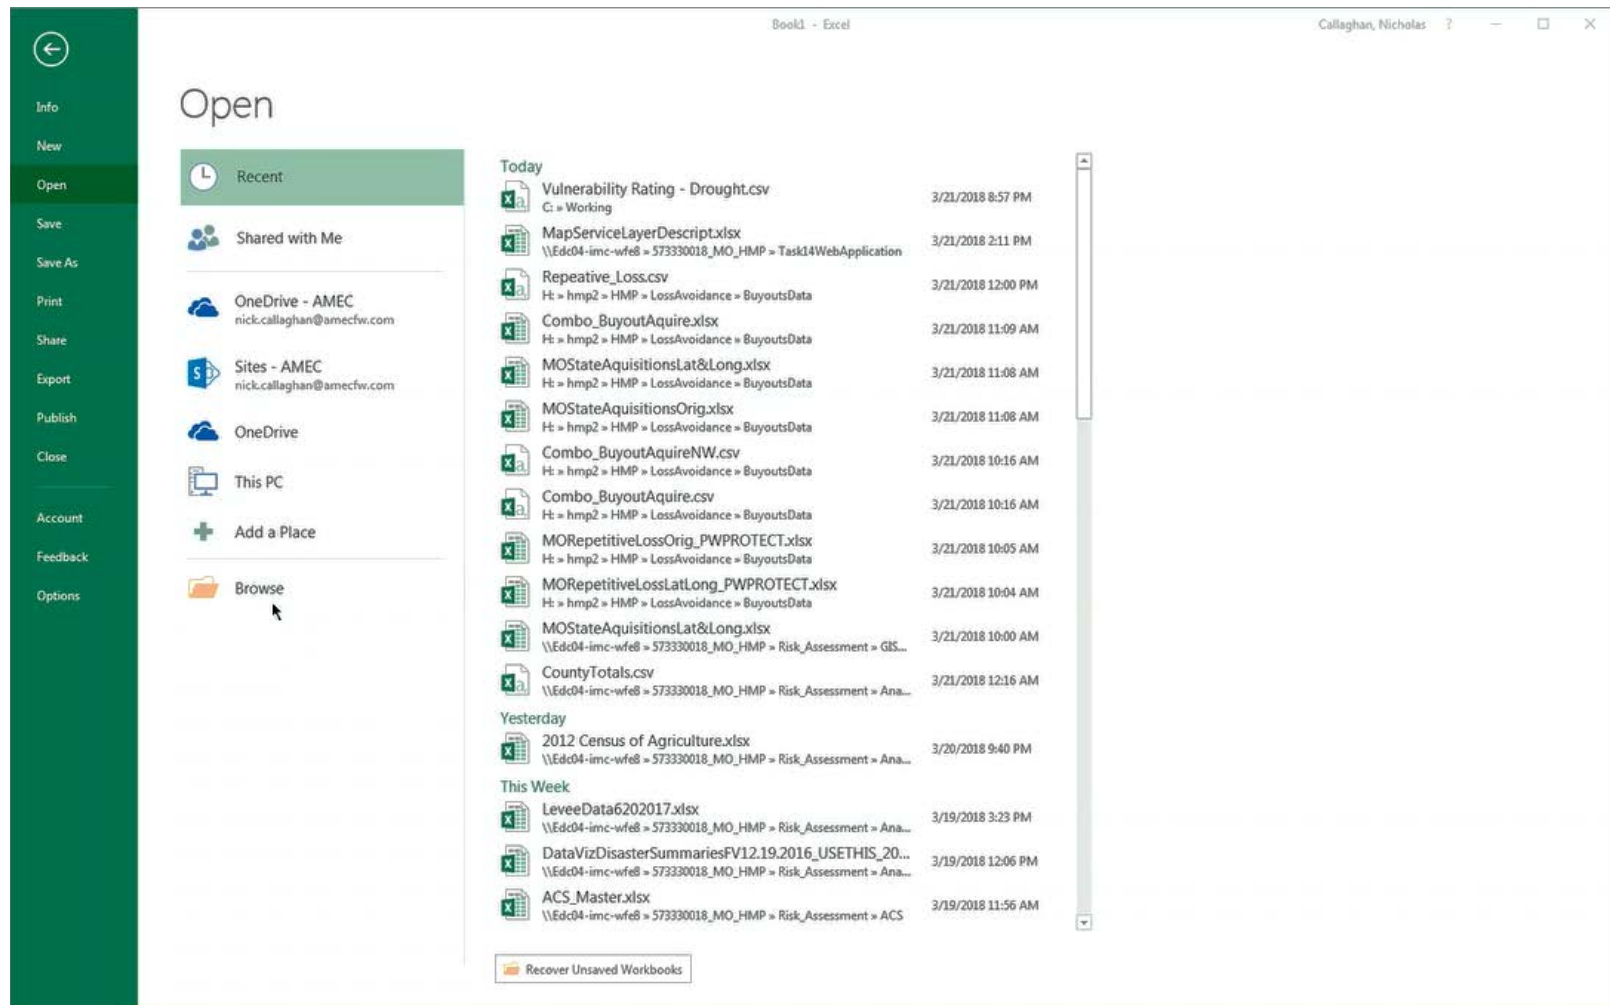 Book1 - Excel
Callaghan, Nicholas ?
Info
New
Open
Save
Save As
Print
Share
Export
Publish
Close
Account
Feedback
Options
Open
Recent
Shared with Me
OneDrive - AMEC
nick.callaghan@amecfw.com
Sites - AMEC
nick.callaghan@amecfw.com
OneDrive
This PC
Add a Place
Browse
Today
Vulnerability Rating - Drought.csv
C: » Working
3/21/2018 8:57 PM
MapServiceLayerDescript.xlsx
\\Edc04-imc-wfe8 » 573330018_MO_HMP » Task14WebApplication
3/21/2018 2:11 PM
Repeative_Loss.csv
H: » hmp2 » HMP » LossAvoidance » BuyoutsData
3/21/2018 12:00 PM
Combo_BuyoutAquire.xlsx
H: » hmp2 » HMP » LossAvoidance » BuyoutsData
3/21/2018 11:09 AM
MOStateAquisitionsLat&Long.xlsx
H: » hmp2 » HMP » LossAvoidance » BuyoutsData
3/21/2018 11:08 AM
MOStateAquisitionsOrig.xlsx
H: » hmp2 » HMP » LossAvoidance » BuyoutsData
3/21/2018 11:08 AM
Combo_BuyoutAquireNW.csv
H: » hmp2 » HMP » LossAvoidance » BuyoutsData
3/21/2018 10:16 AM
Combo_BuyoutAquire.csv
H: » hmp2 » HMP » LossAvoidance » BuyoutsData
3/21/2018 10:16 AM
MORepetitiveLossOrig_PWPROTECT.xlsx
H: » hmp2 » HMP » LossAvoidance » BuyoutsData
3/21/2018 10:05 AM
MORepetitiveLossLatLong_PWPROTECT.xlsx
H: » hmp2 » HMP » LossAvoidance » BuyoutsData
3/21/2018 10:04 AM
MOStateAquisitionsLat&Long.xlsx
\\Edc04-imc-wfe8 » 573330018_MO_HMP » Risk_Assessment » GIS...
3/21/2018 10:00 AM
CountyTotals.csv
\\Edc04-imc-wfe8 » 573330018_MO_HMP » Risk_Assessment » Ana...
3/21/2018 12:16 AM
Yesterday
2012 Census of Agriculture.xlsx
\\Edc04-imc-wfe8 » 573330018_MO_HMP » Risk_Assessment » Ana...
3/20/2018 9:40 PM
This Week
LeveeData6202017.xlsx
\\Edc04-imc-wfe8 » 573330018_MO_HMP » Risk_Assessment » Ana...
3/19/2018 3:23 PM
DataVizDisasterSummariesFV12.19.2016_USETHIS_20...
\\Edc04-imc-wfe8 » 573330018_MO_HMP » Risk_Assessment » Ana...
3/19/2018 12:06 PM
ACS_Master.xlsx
\\Edc04-imc-wfe8 » 573330018_MO_HMP » Risk_Assessment » ACS
3/19/2018 11:56 AM
Recover Unsaved Workbooks